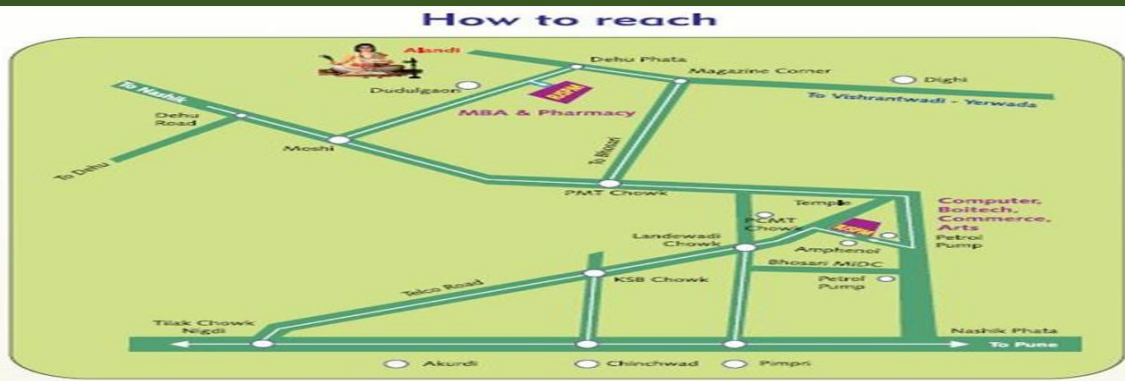 How to reach
Alandi
Dehu Phata
Magazine Corner
Dighi
Dudulgaon
To Nashik
To Vishrantwadi - Yerwada
MBA & Pharmacy
Dehu
Road
Moshi
To Bhosari
To Dehu
PMT Chowk
Temple
Computer,
Boitech,
Commerce,
Arts
PCMT
Chowk
Landewadi
Chowk
Amphenol
Petrol
Pump
Bhosari MIDC
KSB Chowk
Petrol
Pump
Telco Road
Tilak Chowk
Nigdi
Nashik Phata
To Pune
Akurdi
Chinchwad
Pimpri